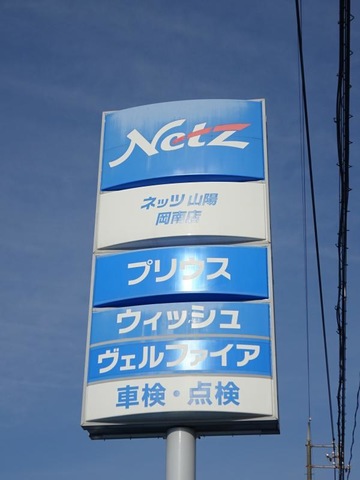 Netz
ネッツ山陽
岡南店
プリウス
ウィッシュ
ヴェルファイア
車検・点検